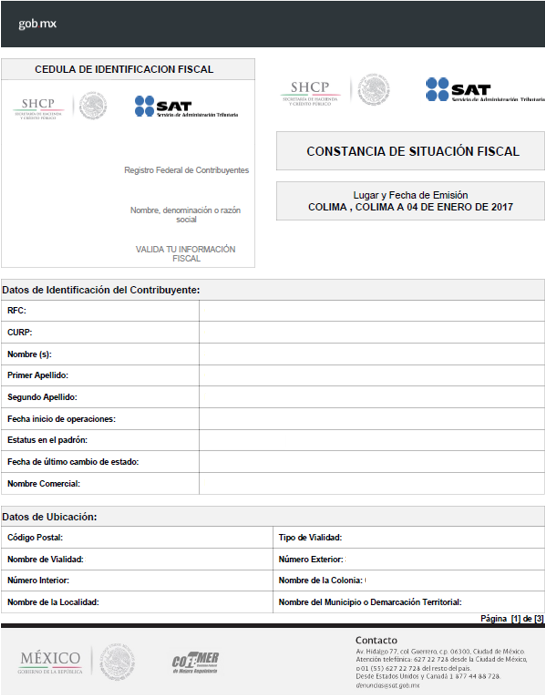 gob mx
CEDULA DE IDENTIFICACION FISCAL
SHCP
SECRETARÍA DE HACIENDA
Y CRÉDITO PÚBLICO
SAT
Servicio de Administración Tributaria
Registro Federal de Contribuyentes
Nombre, denominación o razón
social
VALIDA TU INFORMACIÓN
FISCAL
SHCP
SECRETARÍA DE HACIENDA
Y CRÉDITO PÚBLICO
SAT
Servicio de Administración Tributaria
CONSTANCIA DE SITUACIÓN FISCAL
Lugar y Fecha de Emisión
COLIMA , COLIMA A 04 DE ENERO DE 2017
Datos de Identificación del Contribuyente:
RFC:
CURP:
Nombre (s):
Primer Apellido:
Segundo Apellido:
Fecha inicio de operaciones:
Estatus en el padrón:
Fecha de último cambio de estado:
Nombre Comercial:
Datos de Ubicación:
Código Postal: Tipo de Vialidad:
Nombre de Vialidad: Número Exterior:
Número Interior: Nombre de la Colonia:
Nombre de la Localidad: Nombre del Municipio o Demarcación Territorial:
Página [1] de [3]
MÉXICO
GOBIERNO DE LA REPÚBLICA
COFEMER
Contacto
Av. Hidalgo 77, col. Guerrero, c.p. 06300, Ciudad de México.
Atención telefónica: 627 22 728 desde la Ciudad de México,
o 01 (55) 627 22 728 del resto del país.
Desde Estados Unidos y Canadá 1 877 44 88 728.
denuncias@sat.gob.mx